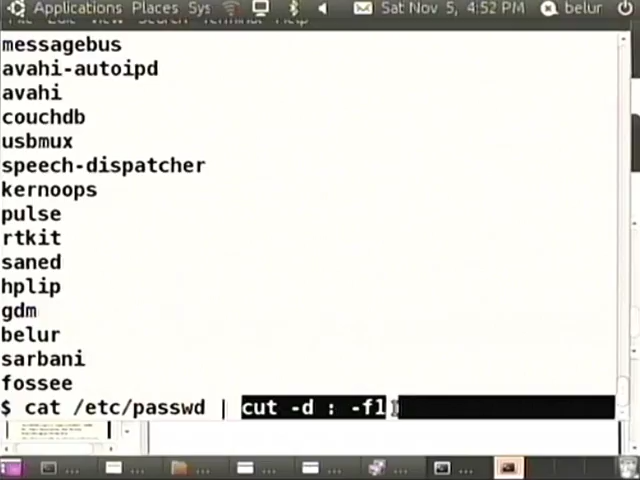 Applications Places Sys Sat Nov 5, 4:52 PM belur
messagebus
avahi-autoipd
avahi
couchdb
usbmux
speech-dispatcher
kernoops
pulse
rtkit
saned
hplip
gdm
belur
sarbani
fossee
$ cat /etc/passwd | cut -d : -f1
... ... ... ... ... ... ...